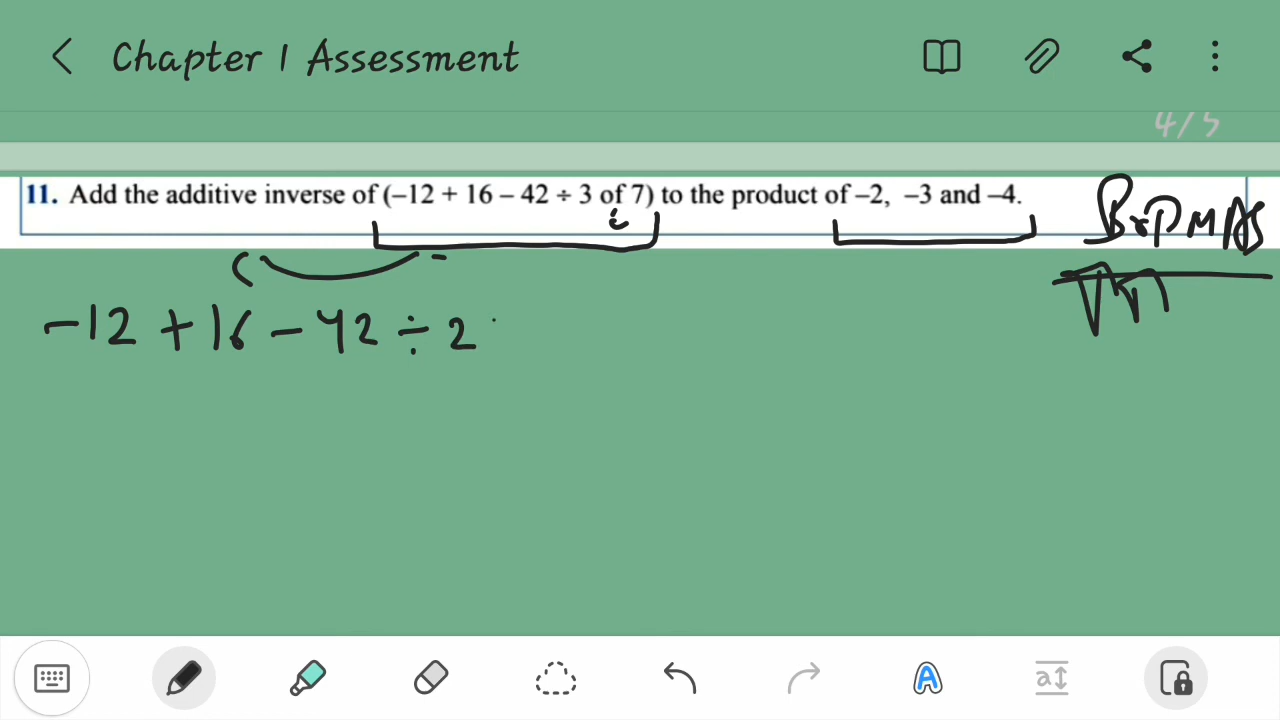 Chapter 1 Assessment
4/5
11. Add the additive inverse of (–12 + 16 – 42 ÷ 3 of 7) to the product of –2, –3 and –4.
-12 + 16 - 42 ÷ 2
A
a